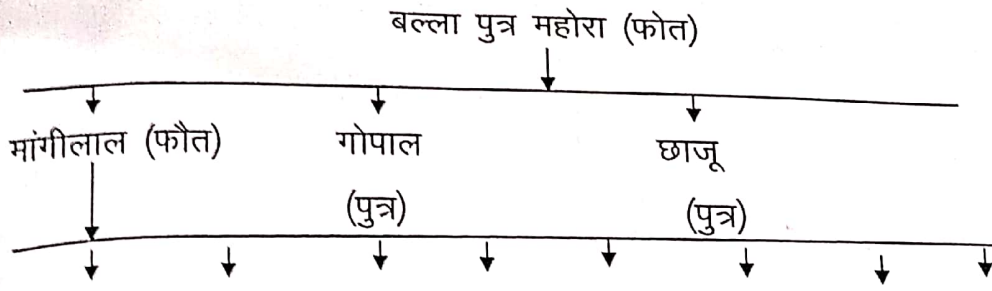 बल्ला पुत्र महोरा (फोत)
मांगीलाल (फौत) गोपाल छाजू
(पुत्र) (पुत्र)